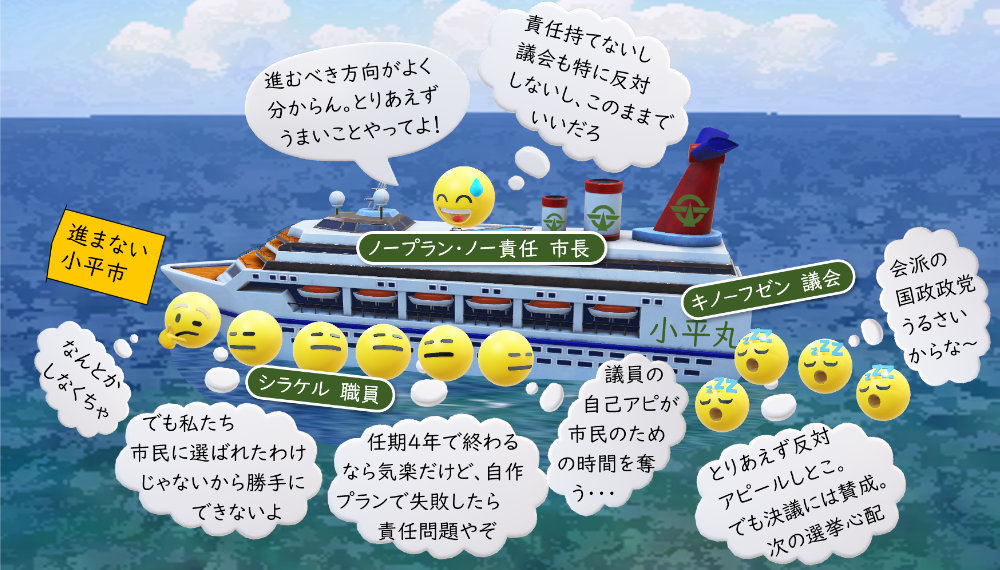 進むべき方向がよく
分からん。とりあえず
うまいことやってよ!
責任持てないし
議会も特に反対
しないし、このままで
いいだろ
進まない
小平市
ノープラン・ノー責任 市長
キノーフゼン 議会
会派の
国政政党
うるさい
からな～
小平丸
シラケル 職員
なんとか
しなくちゃ
でも私たち
市民に選ばれたわけ
じゃないから勝手に
できないよ
任期4年で終わる
なら気楽だけど、自作
プランで失敗したら
責任問題やぞ
議員の
自己アピが
市民のため
の時間を奪
う・・・
とりあえず反対
アピールしとこ。
でも決議には賛成。
次の選挙心配
zzz
zzz
zzz
zzz